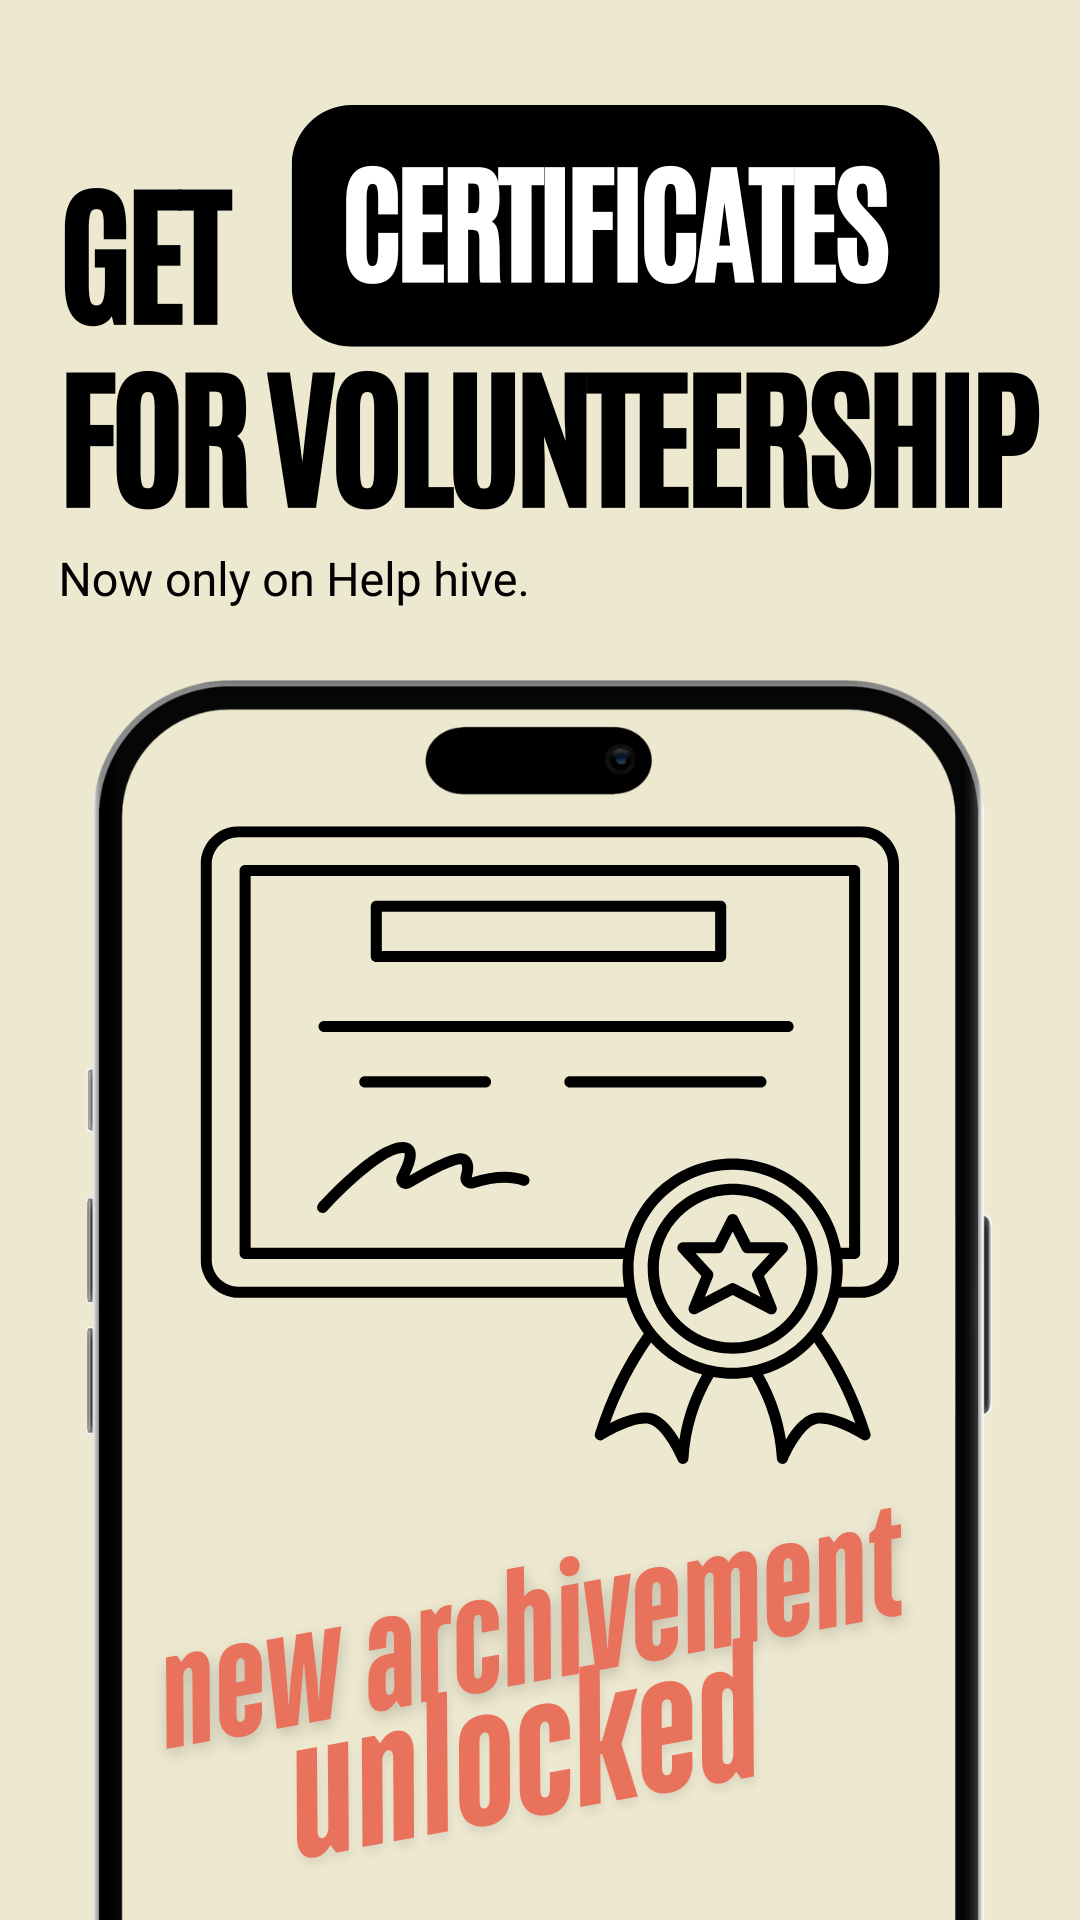 GET CERTIFICATES
FOR VOLUNTEERSHIP
Now only on Help hive.
new archivement
unlocked